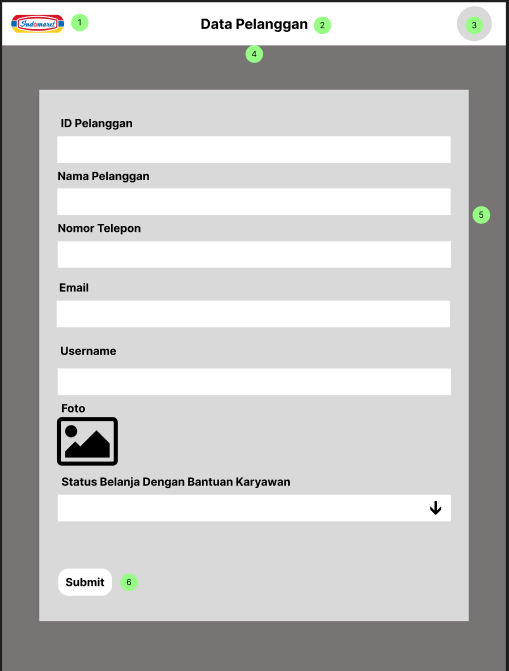 Indomaret 1
Data Pelanggan 2
3
4
ID Pelanggan
Nama Pelanggan
5
Nomor Telepon
Email
Username
Foto
Status Belanja Dengan Bantuan Karyawan
Submit 6